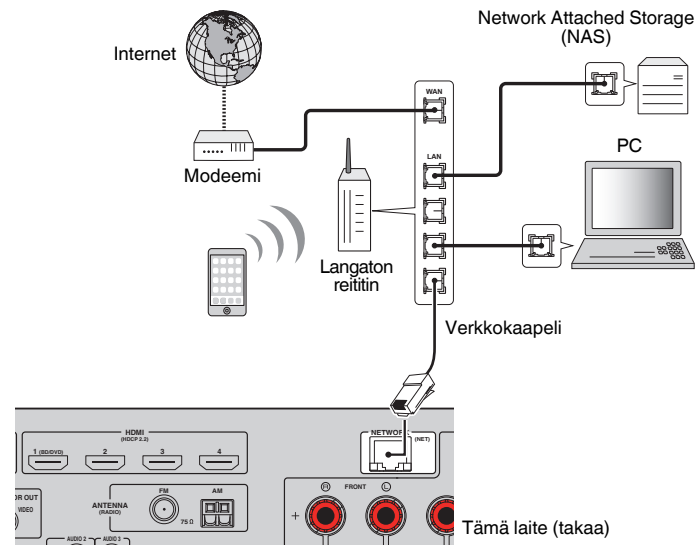 Network Attached Storage
(NAS)
Internet
WAN
PC
LAN
Modeemi
Langaton
reititin
Verkkokaapeli
HDMI
(HDCP 2.2)
NETWORK
(NET)
1 (BD/DVD)
2
3
4
FM
AM
R
FRONT
L
OR OUT
VIDEO
ANTENNA
(RADIO)
75 Ω
+
Tämä laite (takaa)
AUDIO 2
AUDIO 3